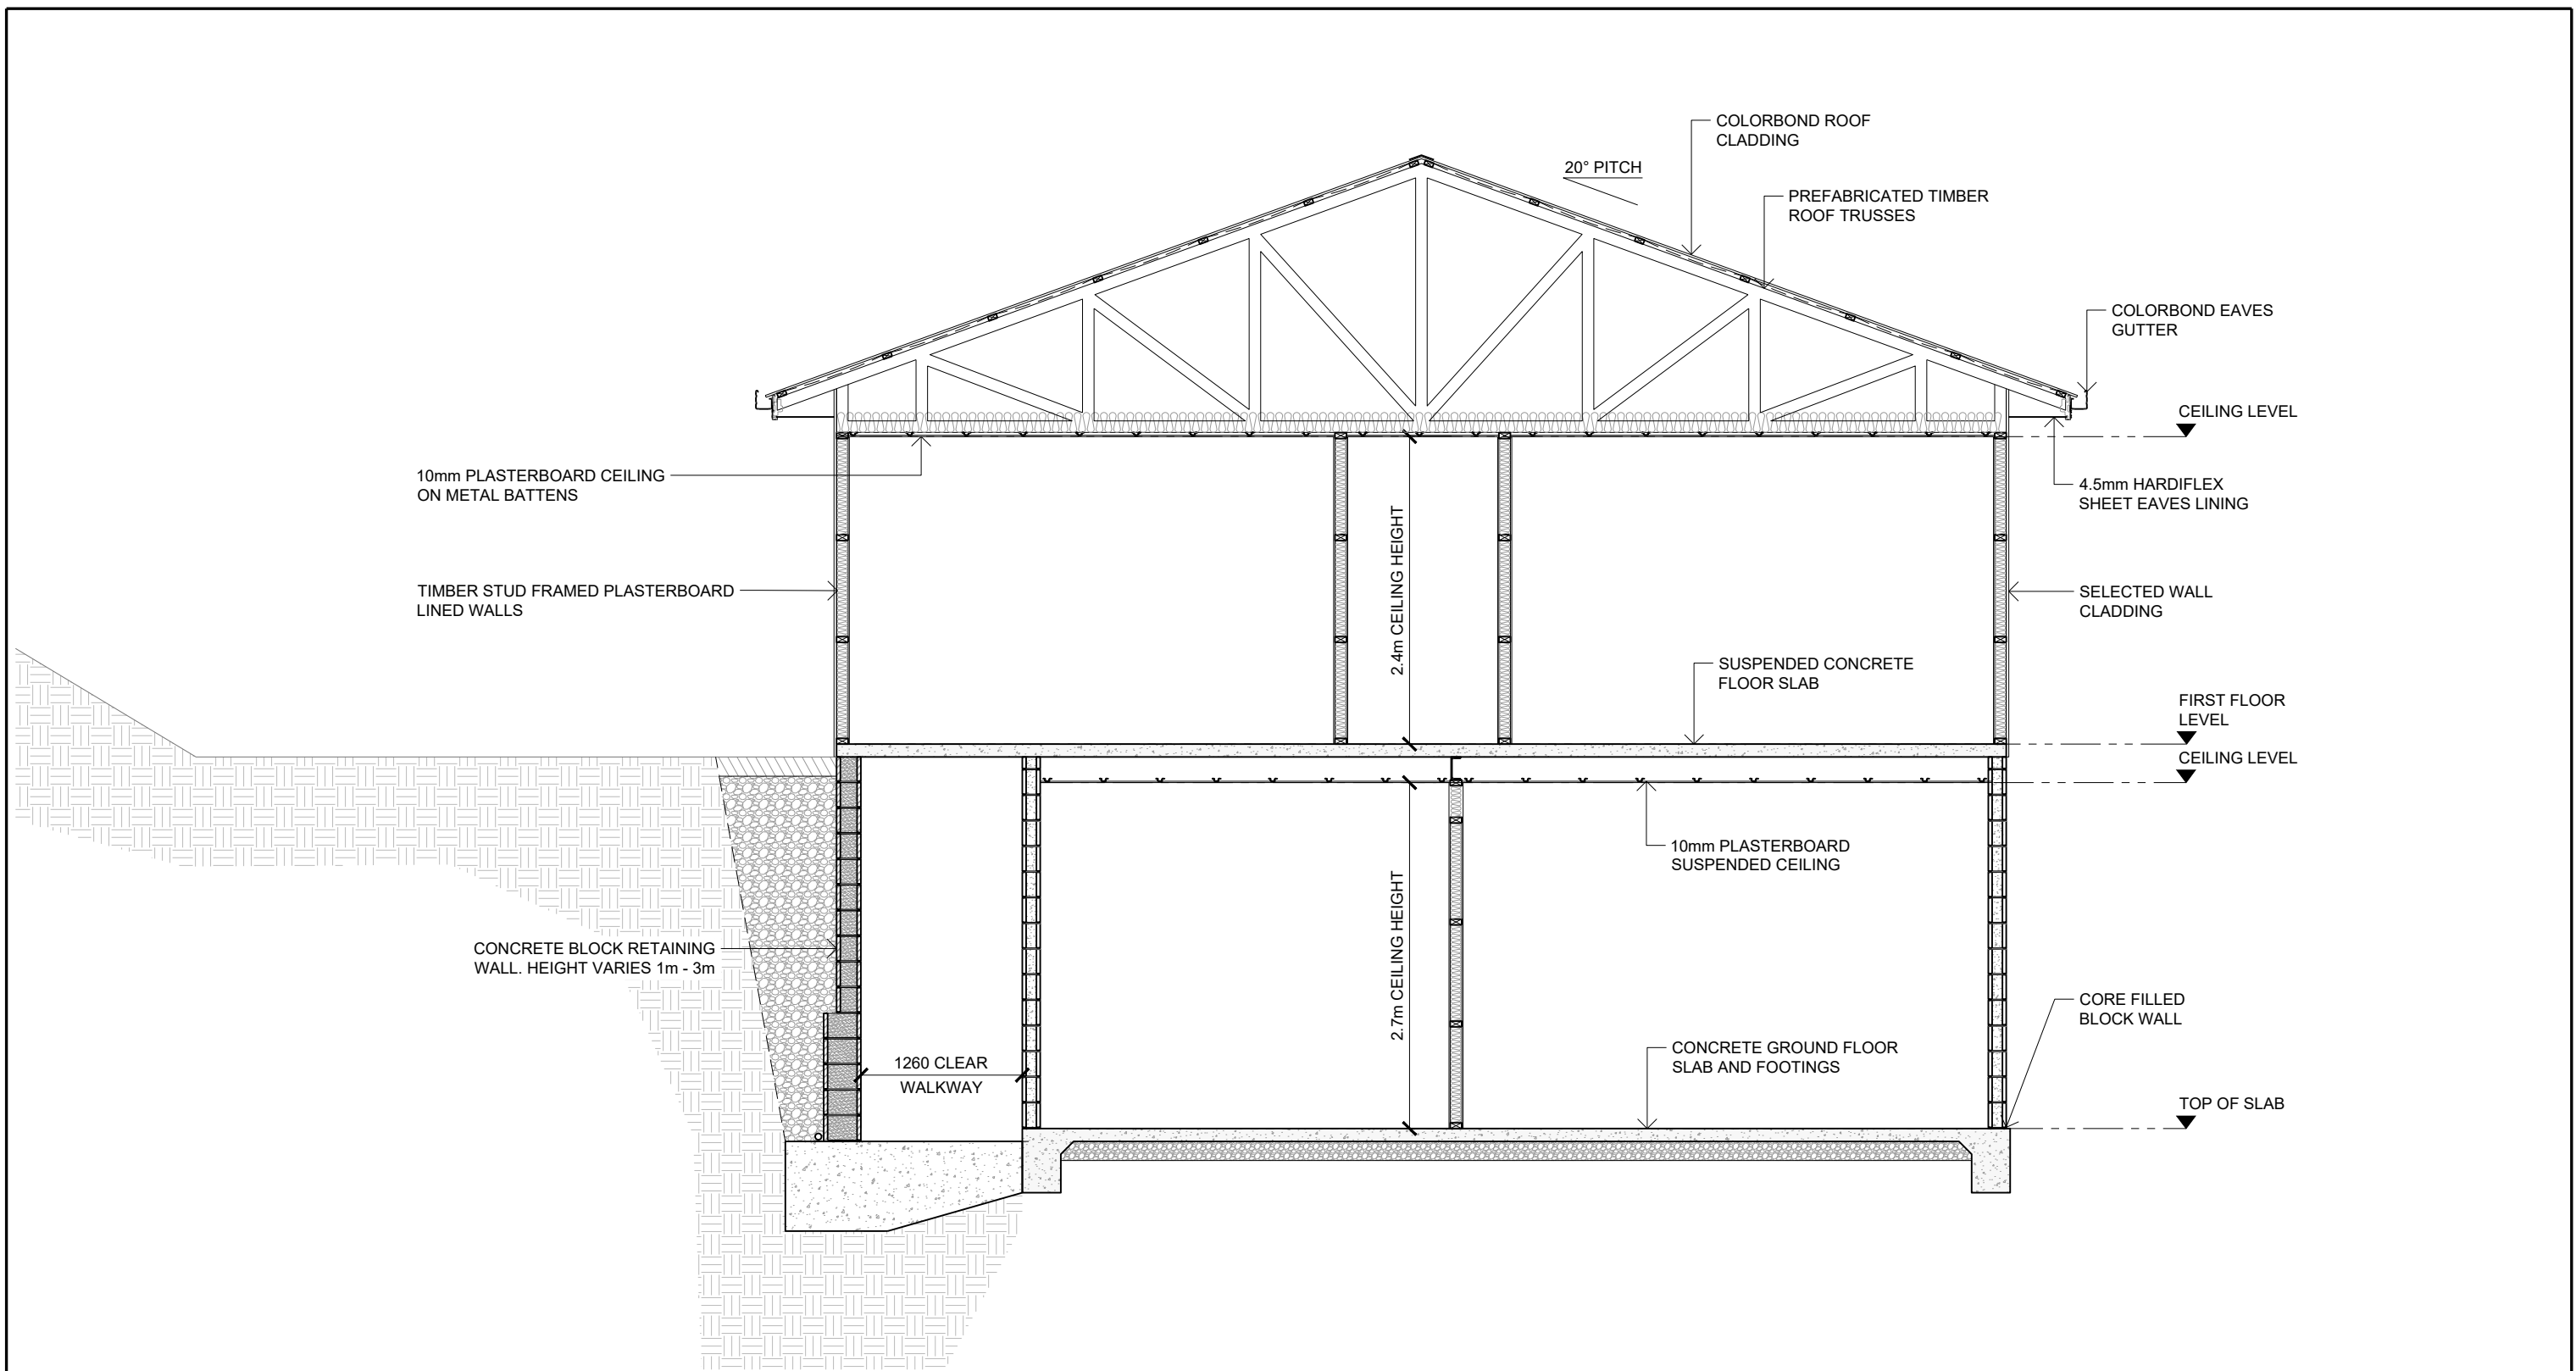 COLORBOND ROOF
CLADDING
20° PITCH
PREFABRICATED TIMBER
ROOF TRUSSES
COLORBOND EAVES
GUTTER
CEILING LEVEL
10mm PLASTERBOARD CEILING
ON METAL BATTENS
4.5mm HARDIFLEX
SHEET EAVES LINING
2.4m CEILING HEIGHT
TIMBER STUD FRAMED PLASTERBOARD
LINED WALLS
SELECTED WALL
CLADDING
SUSPENDED CONCRETE
FLOOR SLAB
FIRST FLOOR
LEVEL
CEILING LEVEL
10mm PLASTERBOARD
SUSPENDED CEILING
2.7m CEILING HEIGHT
CONCRETE BLOCK RETAINING
WALL. HEIGHT VARIES 1m - 3m
CORE FILLED
BLOCK WALL
1260 CLEAR
WALKWAY
CONCRETE GROUND FLOOR
SLAB AND FOOTINGS
TOP OF SLAB